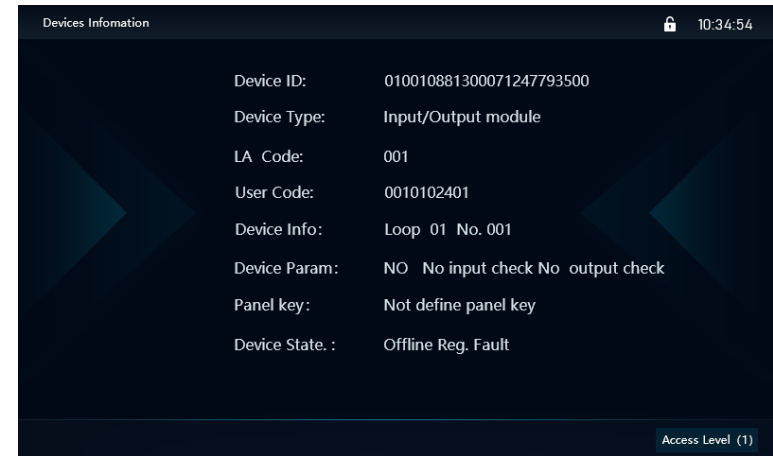 Devices Infomation 10:34:54
Device ID: 010010881300071247793500
Device Type: Input/Output module
LA Code: 001
User Code: 0010102401
Device Info: Loop 01 No. 001
Device Param: NO No input check No output check
Panel key: Not define panel key
Device State. : Offline Reg. Fault
Access Level (1)